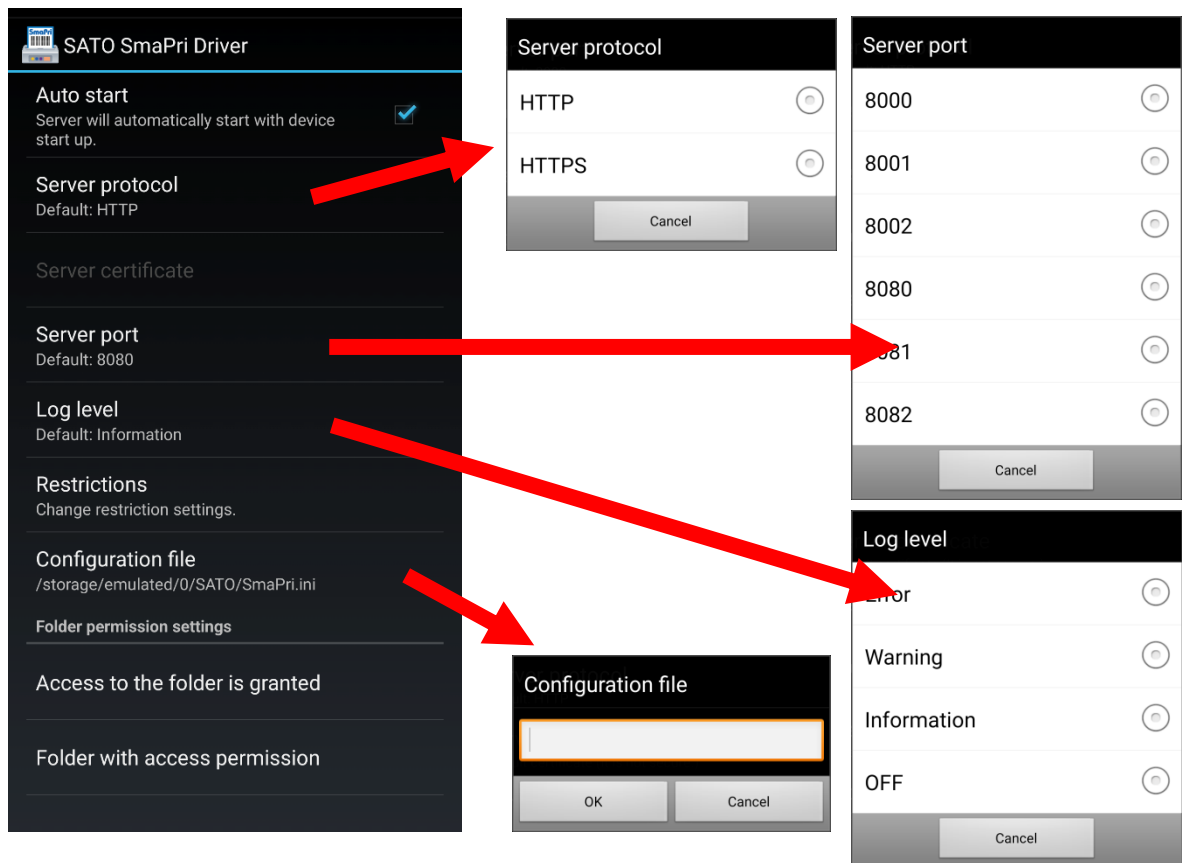 SmaPri
SATO SmaPri Driver
Auto start
Server will automatically start with device
start up.
Server protocol
Default: HTTP
Server certificate
Server port
Default: 8080
Log level
Default: Information
Restrictions
Change restriction settings.
Configuration file
/storage/emulated/0/SATO/SmaPri.ini
Folder permission settings
Access to the folder is granted
Folder with access permission
Server protocol
HTTP
HTTPS
Cancel
Server port
8000
8001
8002
8080
8081
8082
Cancel
Configuration file
OK
Cancel
Log level
Error
Warning
Information
OFF
Cancel